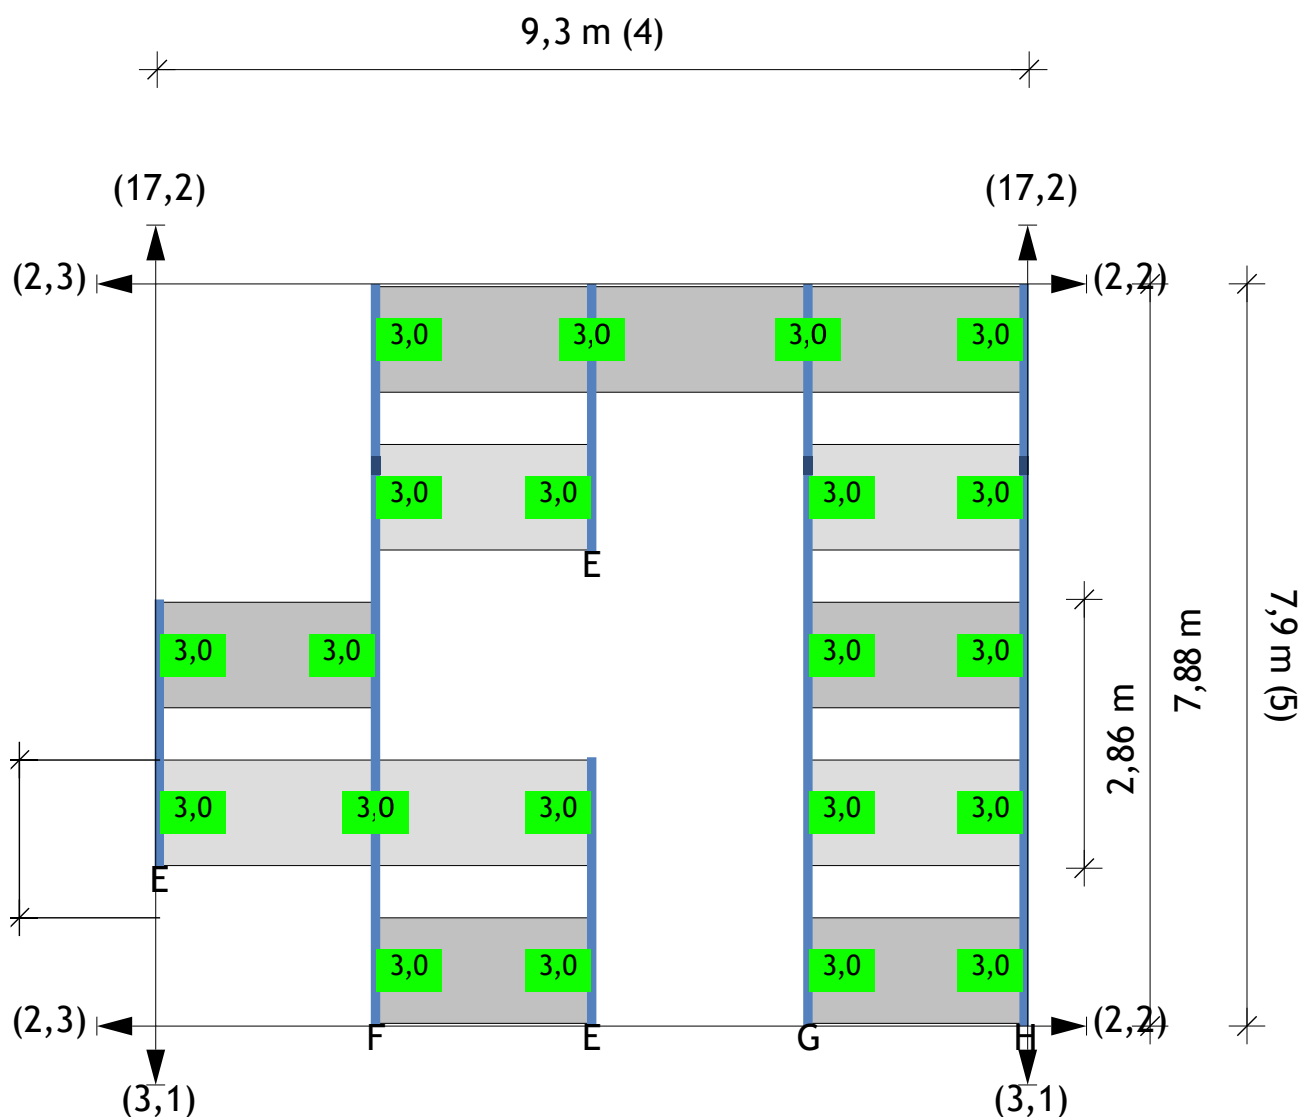 9,3 m (4)
(17,2) (17,2)
(2,3) (2,2)
3,0 3,0 3,0 3,0
3,0 3,0 3,0 3,0
E
3,0 3,0 3,0 3,0
7,9 m (5)
7,88 m
2,86 m
3,0 3,0 3,0 3,0 3,0
E
3,0 3,0 3,0 3,0
(2,3) (2,2)
F E G H
(3,1) (3,1)